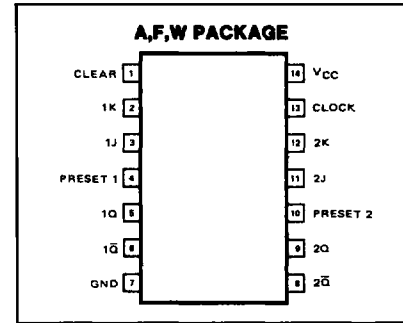 A,F,W PACKAGE
CLEAR 1
14 VCC
1K 2
13 CLOCK
1J 3
12 2K
PRESET 1 4
11 2J
1Q 5
10 PRESET 2
1Q̅ 6
9 2Q
GND 7
8 2Q̅